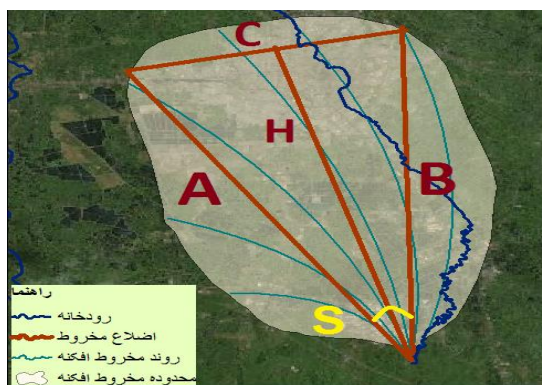 C
H
A
B
S
راهنما
رودخانه
اضلاع مخروط
روند مخروط افکنه
محدوده مخروط افکنه